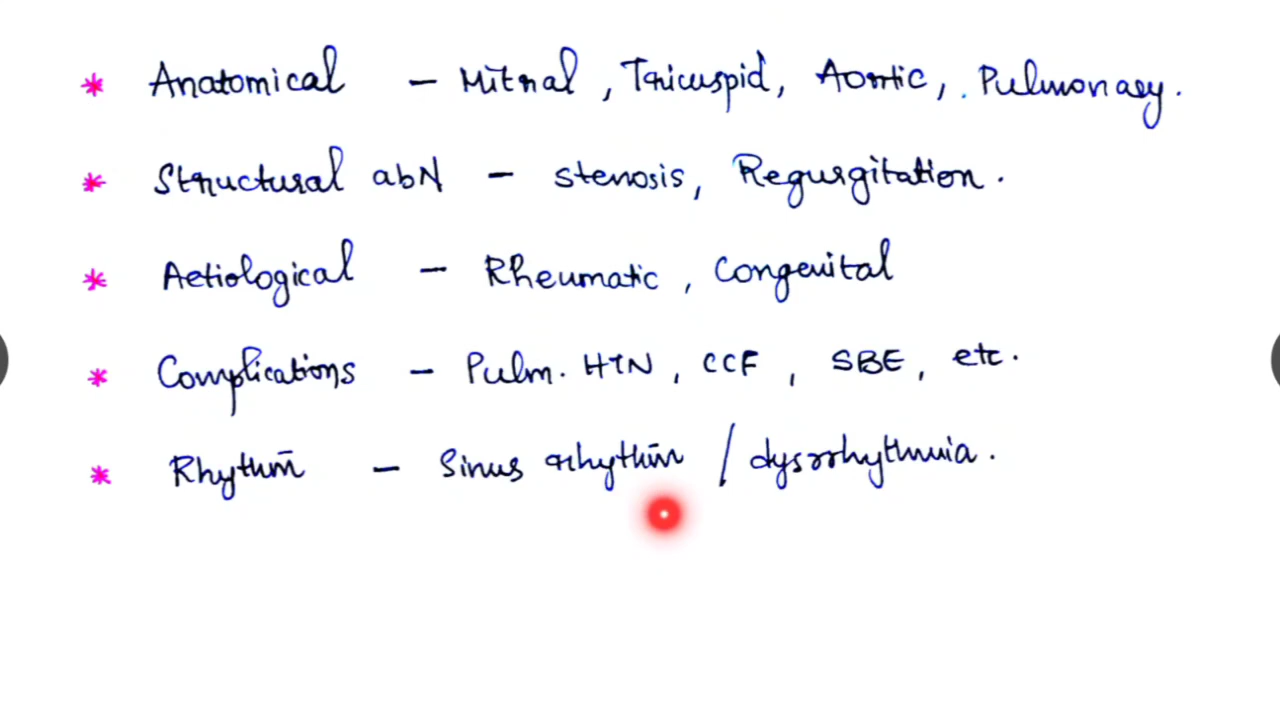 * Anatomical - Mitral, Tricuspid, Aortic, Pulmonary.
* Structural abN - stenosis, Regurgitation.
* Aetiological - Rheumatic, Congenital
* Complications - Pulm. HTN, CCF, SBE, etc.
* Rhythm - Sinus rhythm / dysrrhythmia.